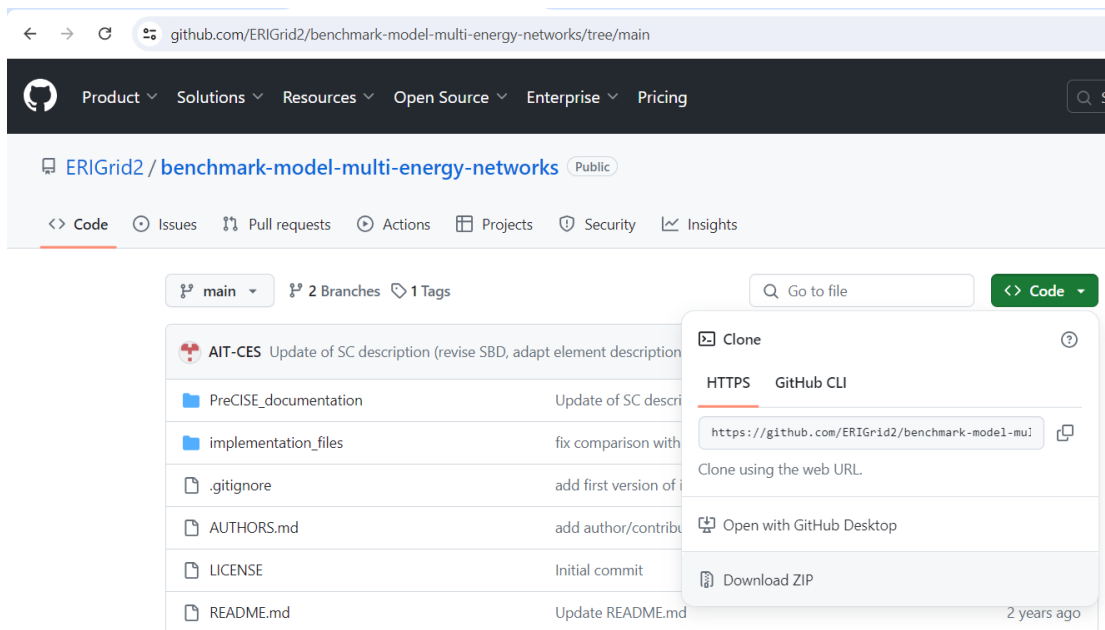 github.com/ERIGrid2/benchmark-model-multi-energy-networks/tree/main
Product Solutions Resources Open Source Enterprise Pricing
ERIGrid2 / benchmark-model-multi-energy-networks Public
<> Code Issues Pull requests Actions Projects Security Insights
main 2 Branches 1 Tags Go to file <> Code
AIT-CES Update of SC description (revise SBD, adapt element description
PreCISE_documentation Update of SC descri
implementation_files fix comparison with
.gitignore add first version of i
AUTHORS.md add author/contribu
LICENSE Initial commit
README.md Update README.md 2 years ago
Clone
HTTPS GitHub CLI
https://github.com/ERIGrid2/benchmark-model-mul
Clone using the web URL.
Open with GitHub Desktop
Download ZIP